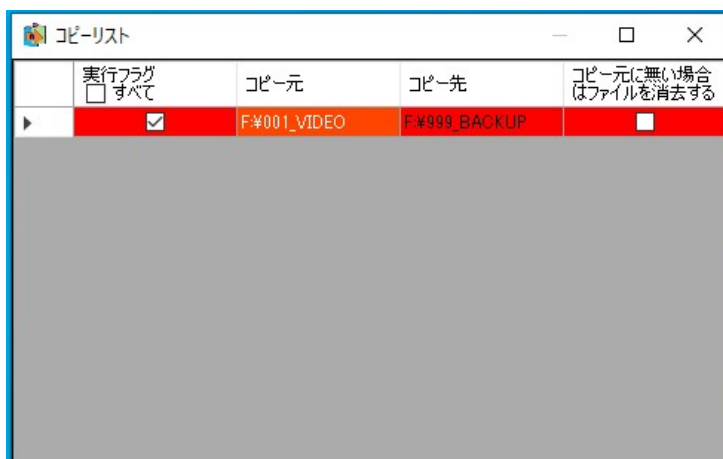 コピーリスト
実行フラグ
すべて
コピー元
コピー先
コピー元に無い場合
はファイルを消去する
F:¥001_VIDEO
F:¥999_BACKUP